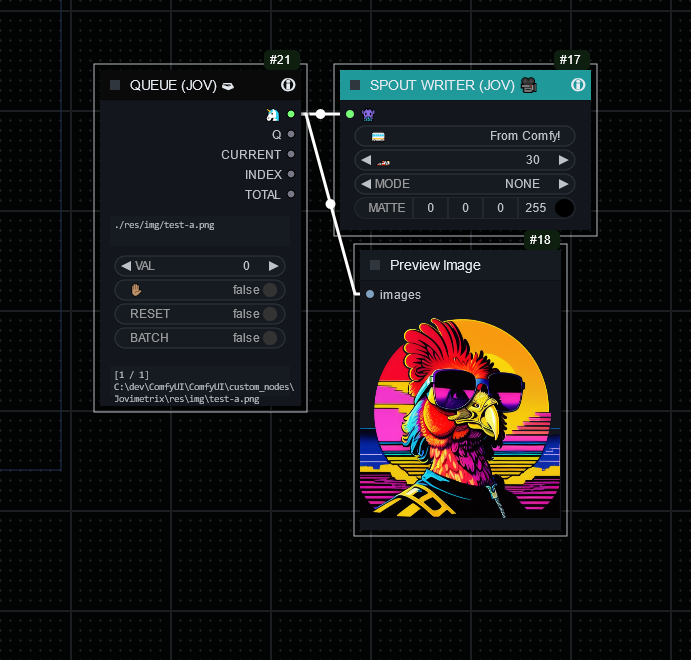 #21
QUEUE (JOV)
Q
CURRENT
INDEX
TOTAL
./res/img/test-a.png
VAL 0
false
RESET false
BATCH false
[1 / 1]
C:\dev\ComfyUI\ComfyUI\custom_nodes\
Jovimetrix\res\img\test-a.png
#17
SPOUT WRITER (JOV)
From Comfy!
30
MODE NONE
MATTE 0 0 0 255
#18
Preview Image
images